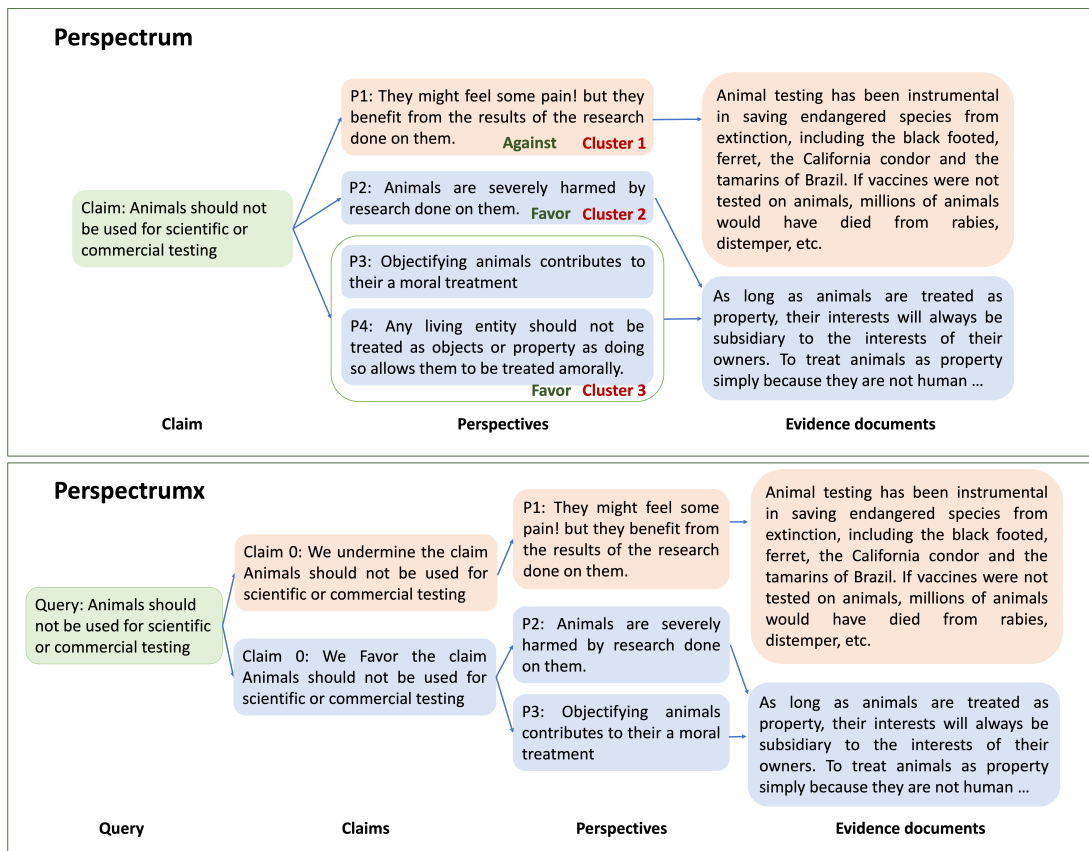 Perspectrum
Claim: Animals should not
be used for scientific or
commercial testing
P1: They might feel some pain! but they
benefit from the results of the research
done on them.
Against Cluster 1
P2: Animals are severely harmed by
research done on them. Favor Cluster 2
P3: Objectifying animals contributes to
their a moral treatment
P4: Any living entity should not be
treated as objects or property as doing
so allows them to be treated amorally.
Favor Cluster 3
Animal testing has been instrumental
in saving endangered species from
extinction, including the black footed,
ferret, the California condor and the
tamarins of Brazil. If vaccines were not
tested on animals, millions of animals
would have died from rabies,
distemper, etc.
As long as animals are treated as
property, their interests will always be
subsidiary to the interests of their
owners. To treat animals as property
simply because they are not human ...
Claim
Perspectives
Evidence documents
Perspectrumx
Query: Animals should
not be used for scientific
or commercial testing
Claim 0: We undermine the claim
Animals should not be used for
scientific or commercial testing
Claim 0: We Favor the claim
Animals should not be used for
scientific or commercial testing
P1: They might feel some
pain! but they benefit from
the results of the research
done on them.
P2: Animals are severely
harmed by research done
on them.
P3: Objectifying animals
contributes to their a moral
treatment
Animal testing has been instrumental
in saving endangered species from
extinction, including the black footed,
ferret, the California condor and the
tamarins of Brazil. If vaccines were not
tested on animals, millions of animals
would have died from rabies,
distemper, etc.
As long as animals are treated as
property, their interests will always be
subsidiary to the interests of their
owners. To treat animals as property
simply because they are not human ...
Query
Claims
Perspectives
Evidence documents